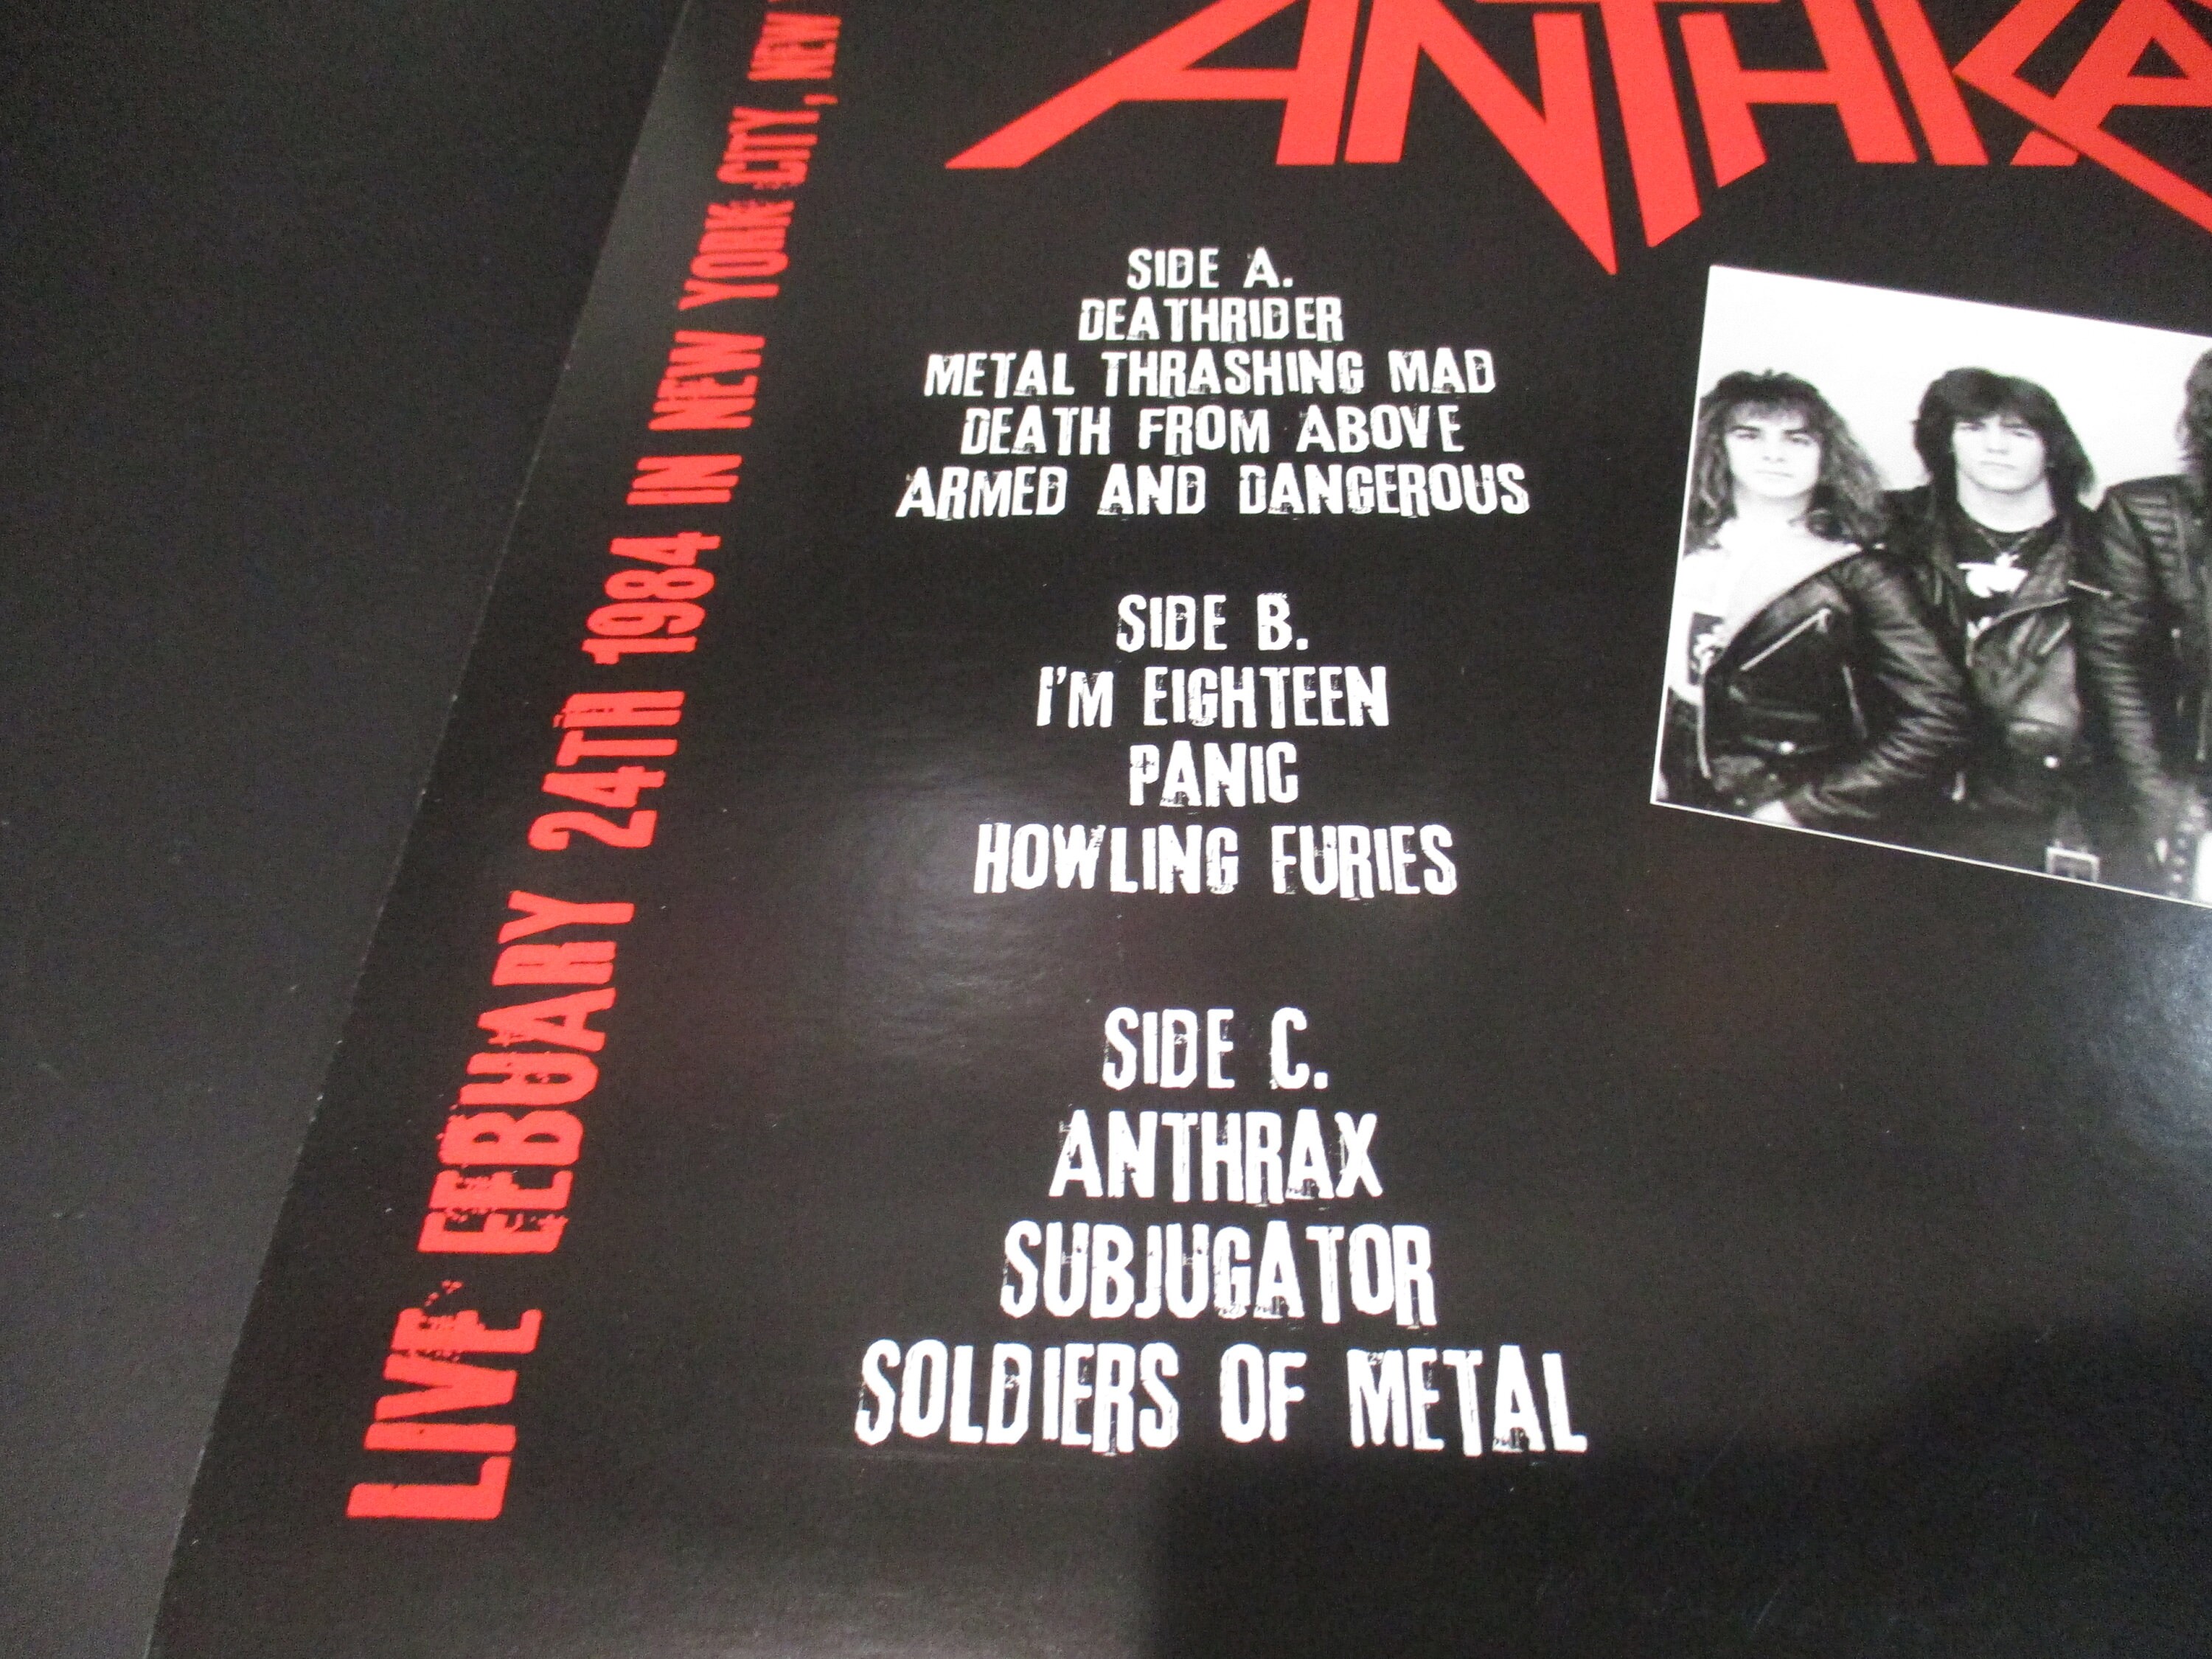 ANTHRA
LIVE FEBUARY 24TH 1984 IN NEW YORK CITY, NEW
SIDE A.
DEATHRIDER
METAL THRASHING MAD
DEATH FROM ABOVE
ARMED AND DANGEROUS
SIDE B.
I'M EIGHTEEN
PANIC
HOWLING FURIES
SIDE C.
ANTHRAX
SUBJUGATOR
SOLDIERS OF METAL